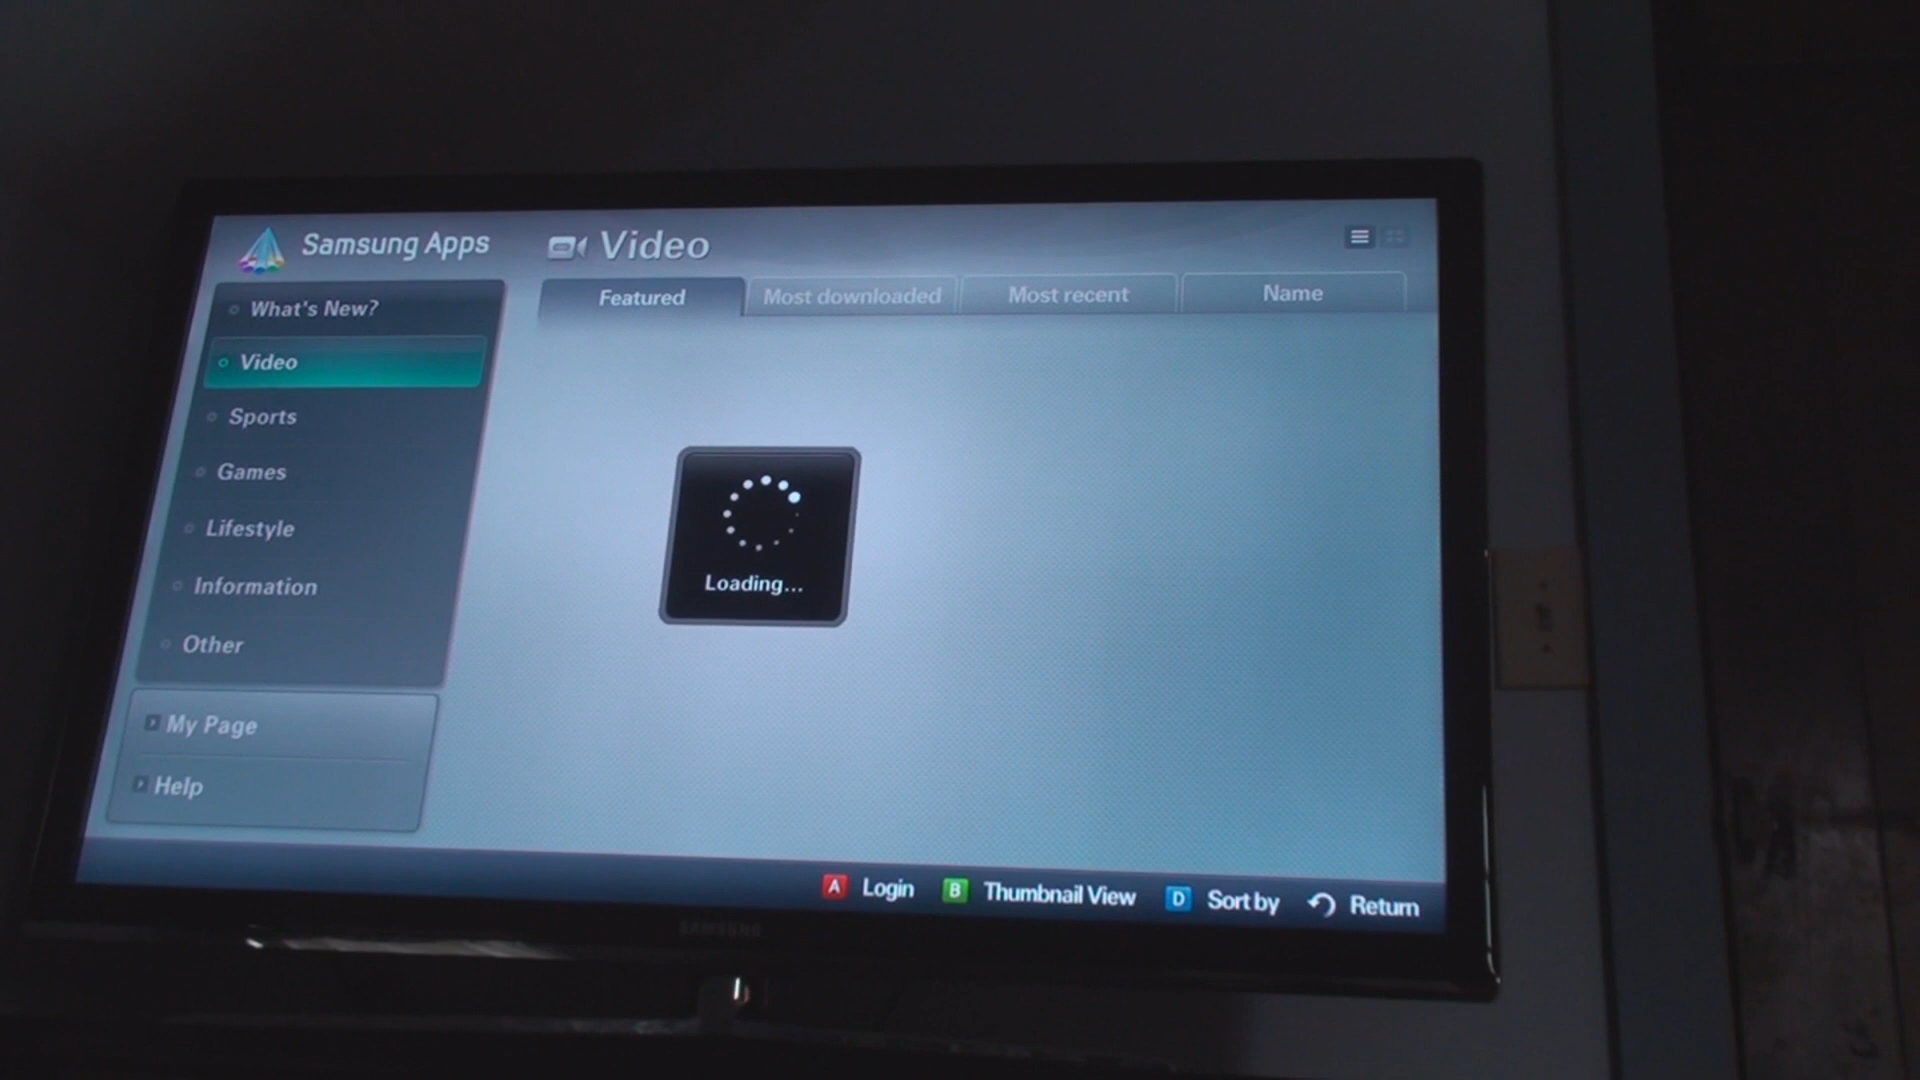 Samsung Apps
Video
What's New?
Video
Sports
Games
Lifestyle
Information
Other
My Page
Help
Featured
Most downloaded
Most recent
Name
Loading...
A Login
B Thumbnail View
D Sort by
Return
SAMSUNG